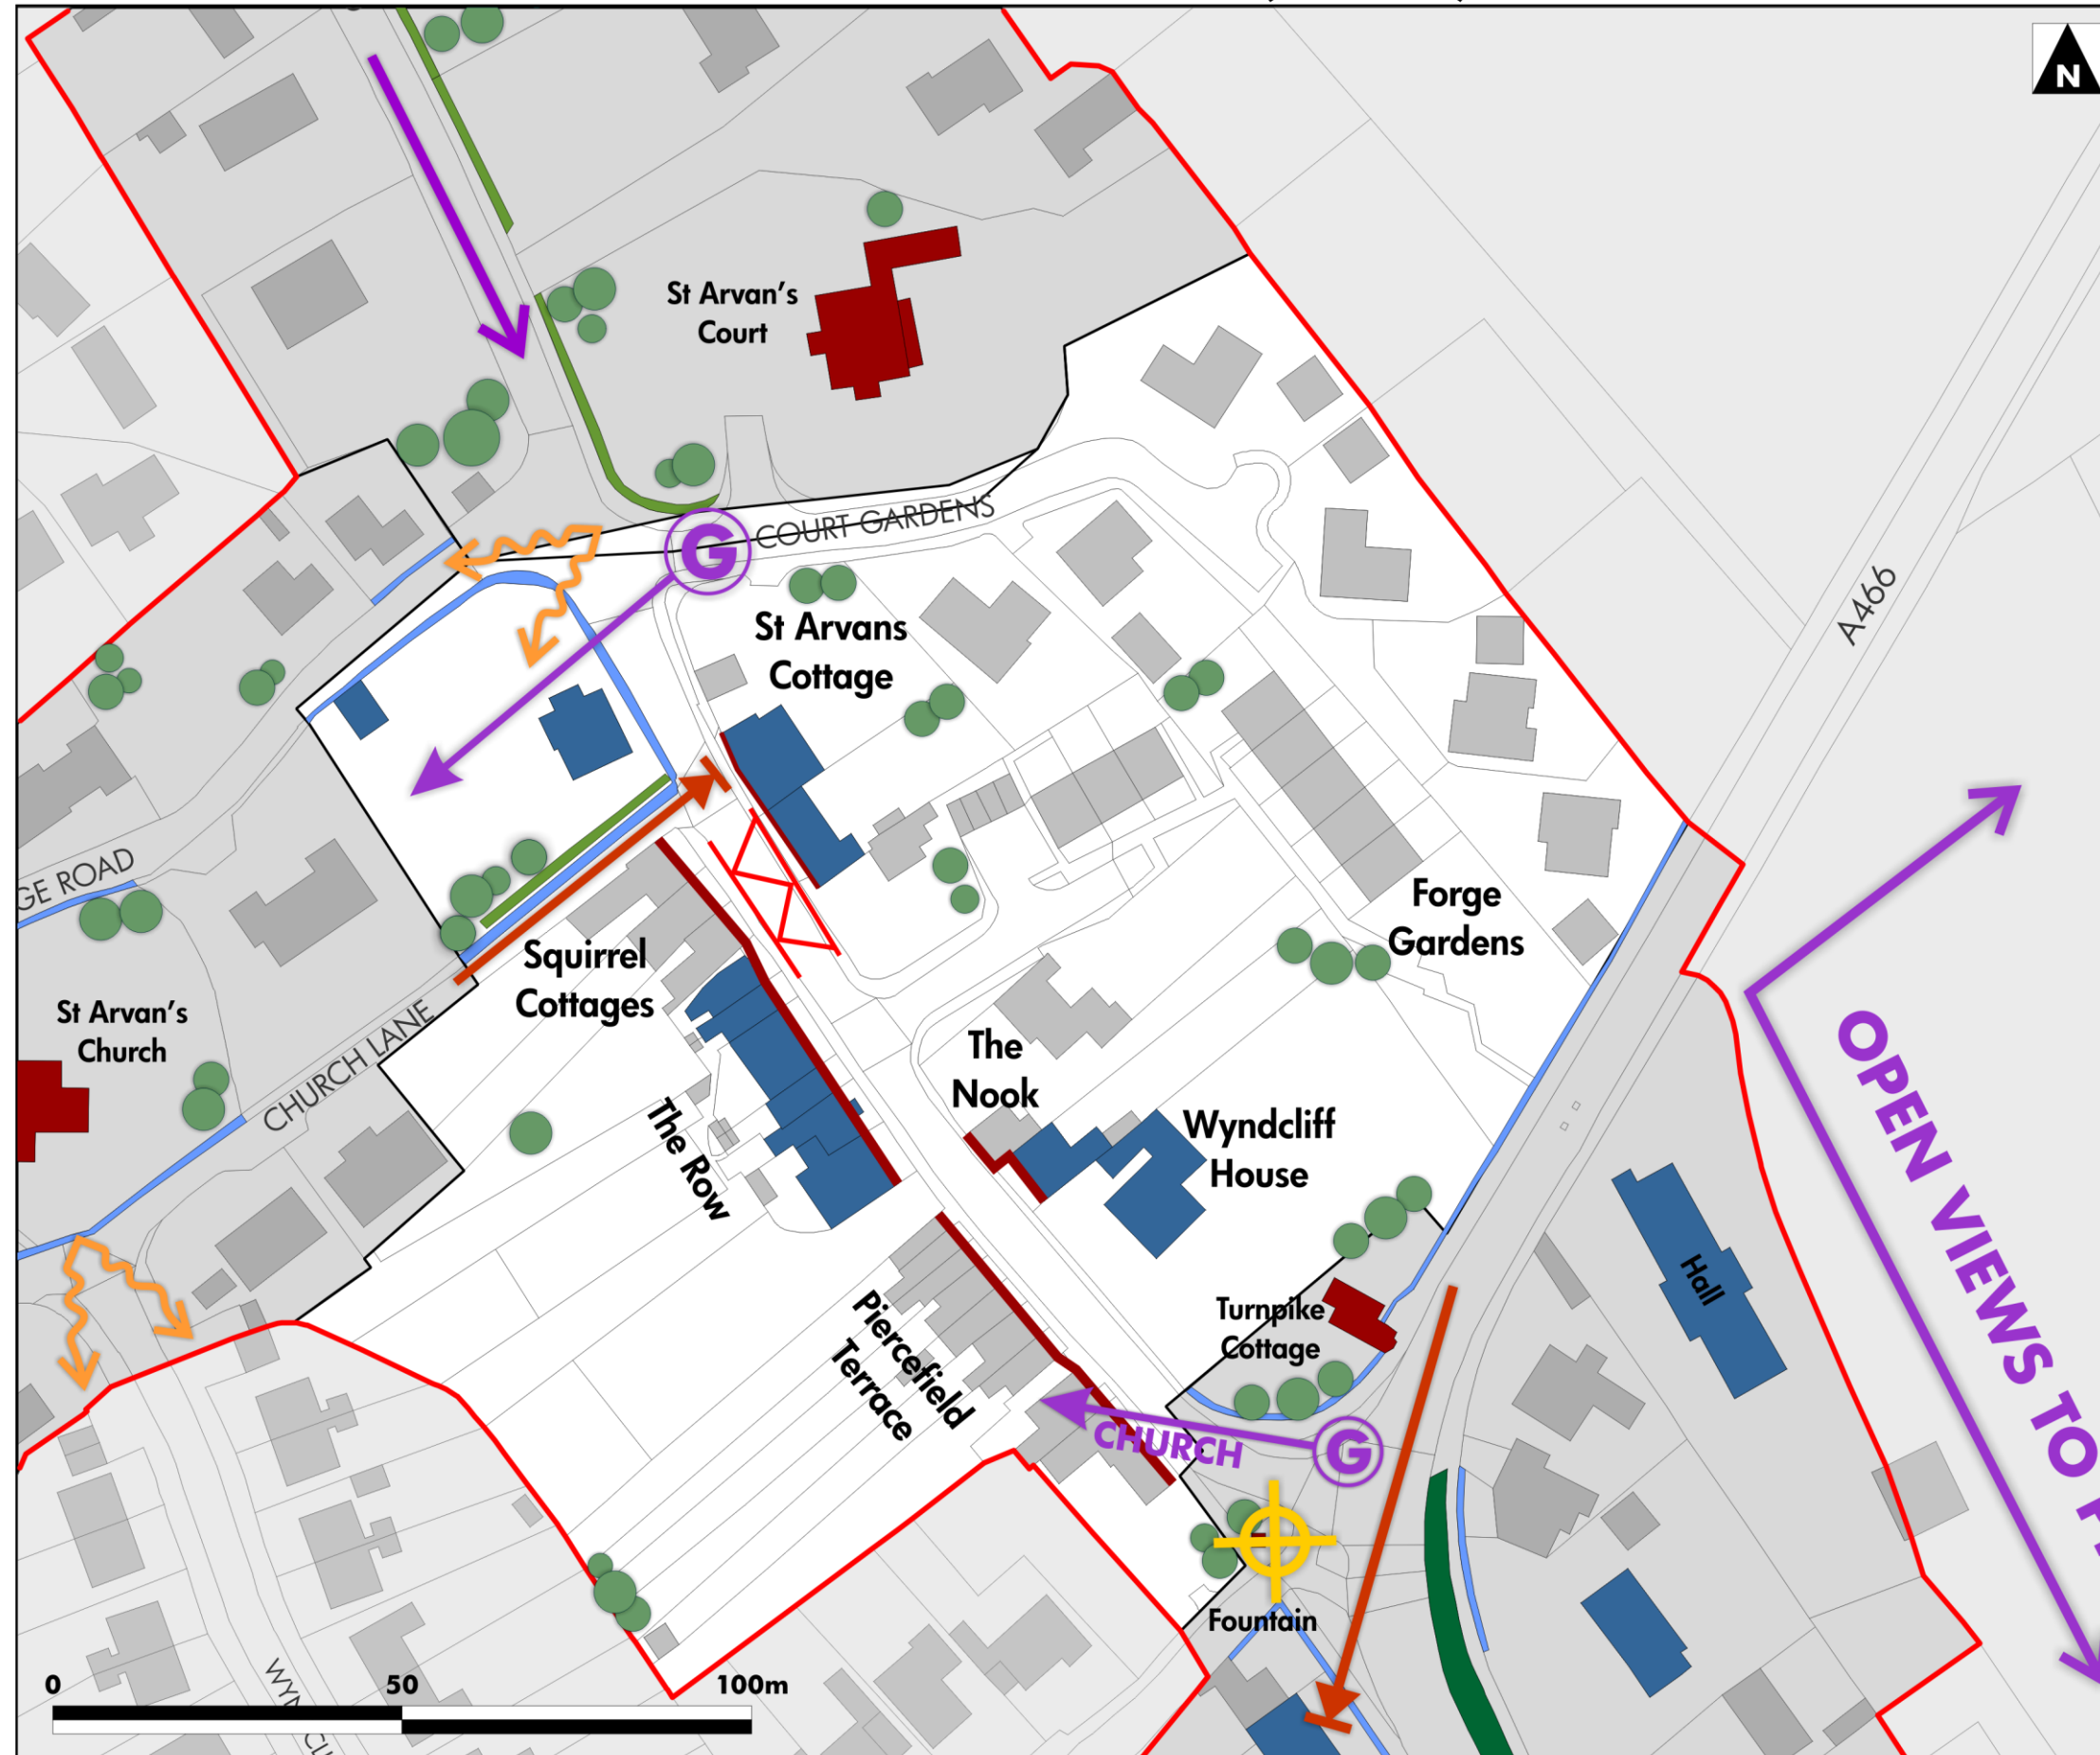 N
St Arvan's
Court
G
COURT GARDENS
St Arvans
Cottage
A466
GE ROAD
Forge
Gardens
Squirrel
Cottages
St Arvan's
Church
CHURCH LANE
The
Nook
The Row
Wyndcliff
House
OPEN VIEWS TO
Hall
Turnpike
Cottage
Piercefield
Terrace
CHURCH
G
Fountain
0 50 100m